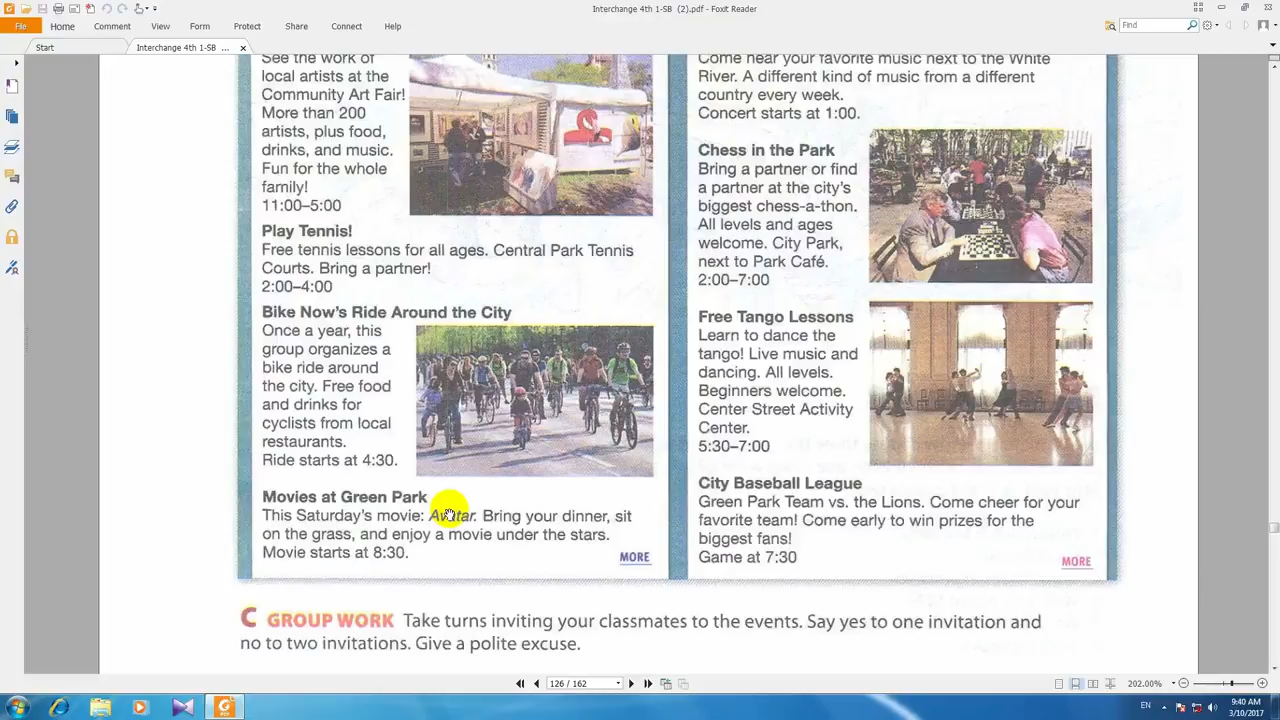 Interchange 4th 1-SB (2).pdf - Foxit Reader
File Home Comment View Form Protect Share Connect Help
Find
Start Interchange 4th 1-SB ...
See the work of
local artists at the
Community Art Fair!
More than 200
artists, plus food,
drinks, and music.
Fun for the whole
family!
11:00–5:00
Play Tennis!
Free tennis lessons for all ages. Central Park Tennis
Courts. Bring a partner!
2:00–4:00
Bike Now's Ride Around the City
Once a year, this
group organizes a
bike ride around
the city. Free food
and drinks for
cyclists from local
restaurants.
Ride starts at 4:30.
Movies at Green Park
This Saturday's movie: Avatar. Bring your dinner, sit
on the grass, and enjoy a movie under the stars.
Movie starts at 8:30.
MORE
Come hear your favorite music next to the White
River. A different kind of music from a different
country every week.
Concert starts at 1:00.
Chess in the Park
Bring a partner or find
a partner at the city's
biggest chess-a-thon.
All levels and ages
welcome. City Park,
next to Park Café.
2:00–7:00
Free Tango Lessons
Learn to dance the
tango! Live music and
dancing. All levels.
Beginners welcome.
Center Street Activity
Center.
5:30–7:00
City Baseball League
Green Park Team vs. the Lions. Come cheer for your
favorite team! Come early to win prizes for the
biggest fans!
Game at 7:30
MORE
C GROUP WORK Take turns inviting your classmates to the events. Say yes to one invitation and
no to two invitations. Give a polite excuse.
126 / 162
202.00%
EN
9:40 AM
3/10/2017